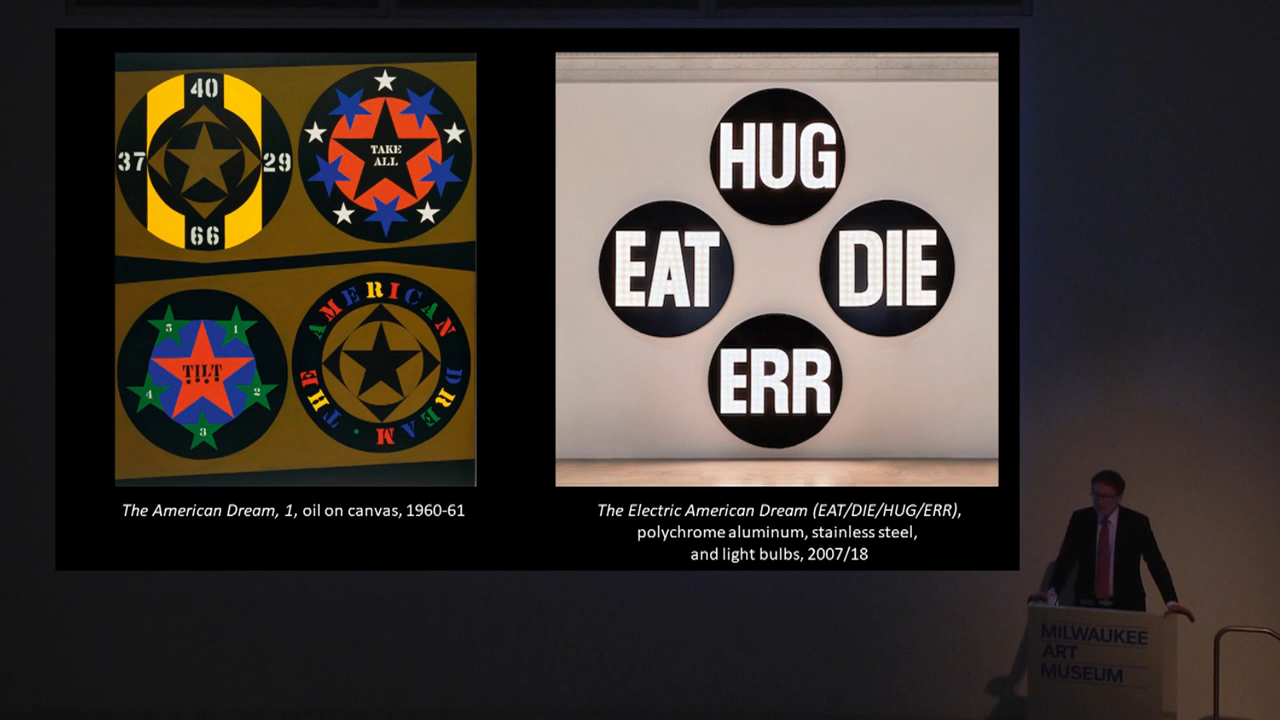 40
37
29
66
TAKE
ALL
5
1
TILT
4
2
3
THE AMERICAN DREAM
HUG
EAT
DIE
ERR
The American Dream, 1, oil on canvas, 1960-61
The Electric American Dream (EAT/DIE/HUG/ERR),
polychrome aluminum, stainless steel,
and light bulbs, 2007/18
MILWAUKEE
ART
MUSEUM